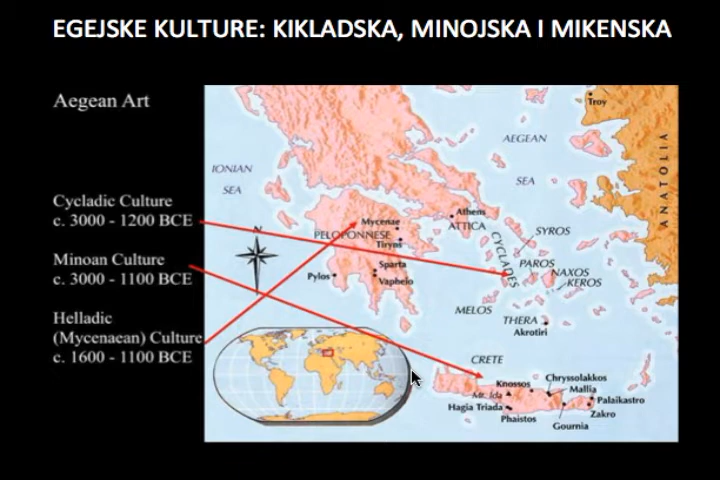 EGEJSKE KULTURE: KIKLADSKA, MINOJSKA I MIKENSKA
Aegean Art
Cycladic Culture
c. 3000 - 1200 BCE
Minoan Culture
c. 3000 - 1100 BCE
Helladic
(Mycenaean) Culture
c. 1600 - 1100 BCE
Troy
AEGEAN
SEA
IONIAN
SEA
ANATOLIA
N
Mycenae
PELOPONNESE
Tiryns
Athens
ATTICA
Sparta
Pylos
Vapheio
CYCLADES
SYROS
PAROS
NAXOS
KEROS
MELOS
THERA
Akrotiri
CRETE
Knossos
Chryssolakkos
Mallia
Mt. Ida
Palaikastro
Hagia Triada
Zakro
Phaistos
Gournia